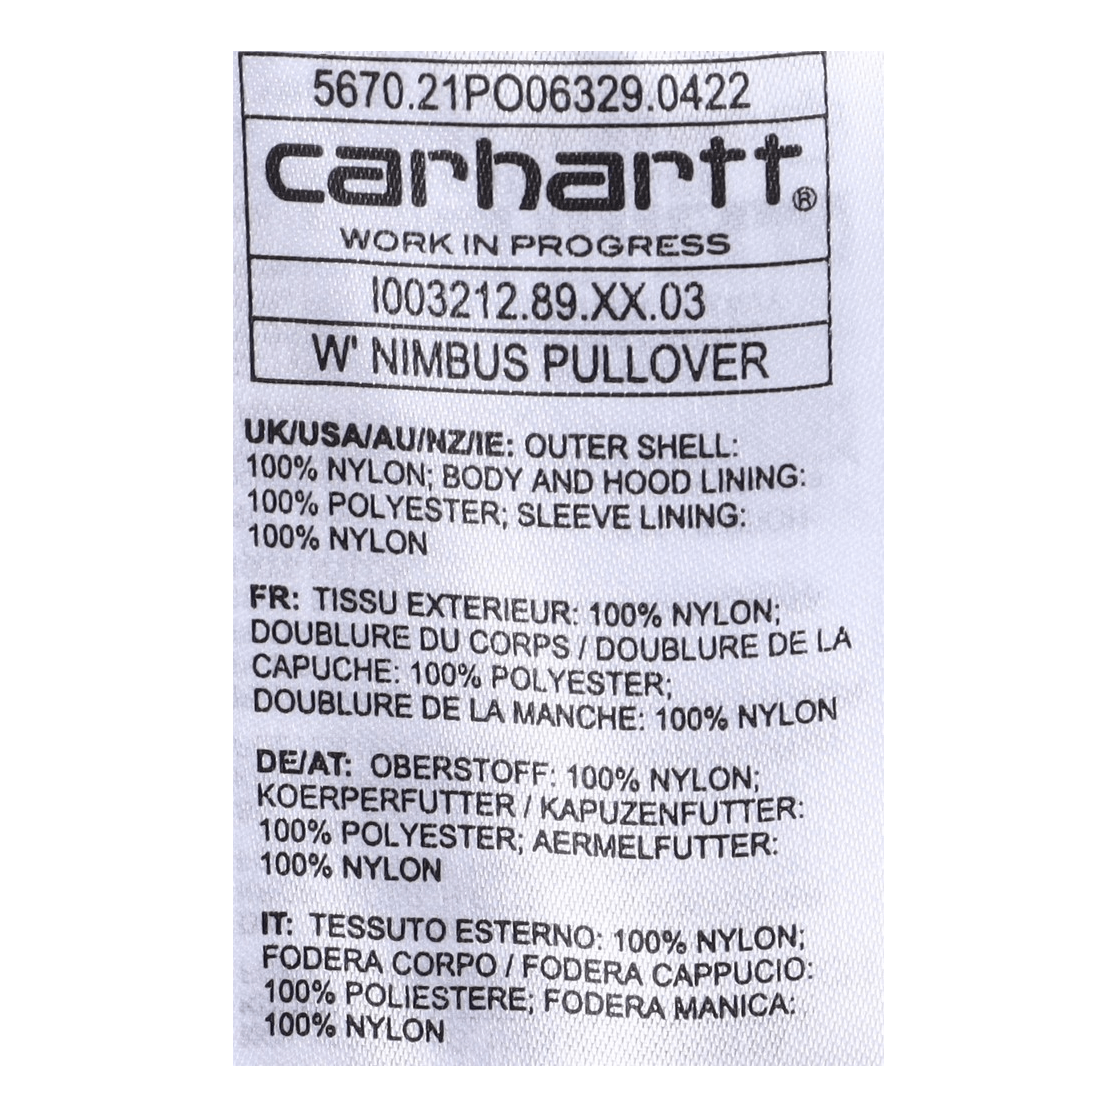 5670.21PO06329.0422
carhartt®
WORK IN PROGRESS
I003212.89.XX.03
W' NIMBUS PULLOVER
UK/USA/AU/NZ/IE: OUTER SHELL:
100% NYLON; BODY AND HOOD LINING:
100% POLYESTER; SLEEVE LINING:
100% NYLON
FR: TISSU EXTERIEUR: 100% NYLON;
DOUBLURE DU CORPS / DOUBLURE DE LA
CAPUCHE: 100% POLYESTER;
DOUBLURE DE LA MANCHE: 100% NYLON
DE/AT: OBERSTOFF: 100% NYLON;
KOERPERFUTTER / KAPUZENFUTTER:
100% POLYESTER; AERMELFUTTER:
100% NYLON
IT: TESSUTO ESTERNO: 100% NYLON;
FODERA CORPO / FODERA CAPPUCIO:
100% POLIESTERE; FODERA MANICA:
100% NYLON